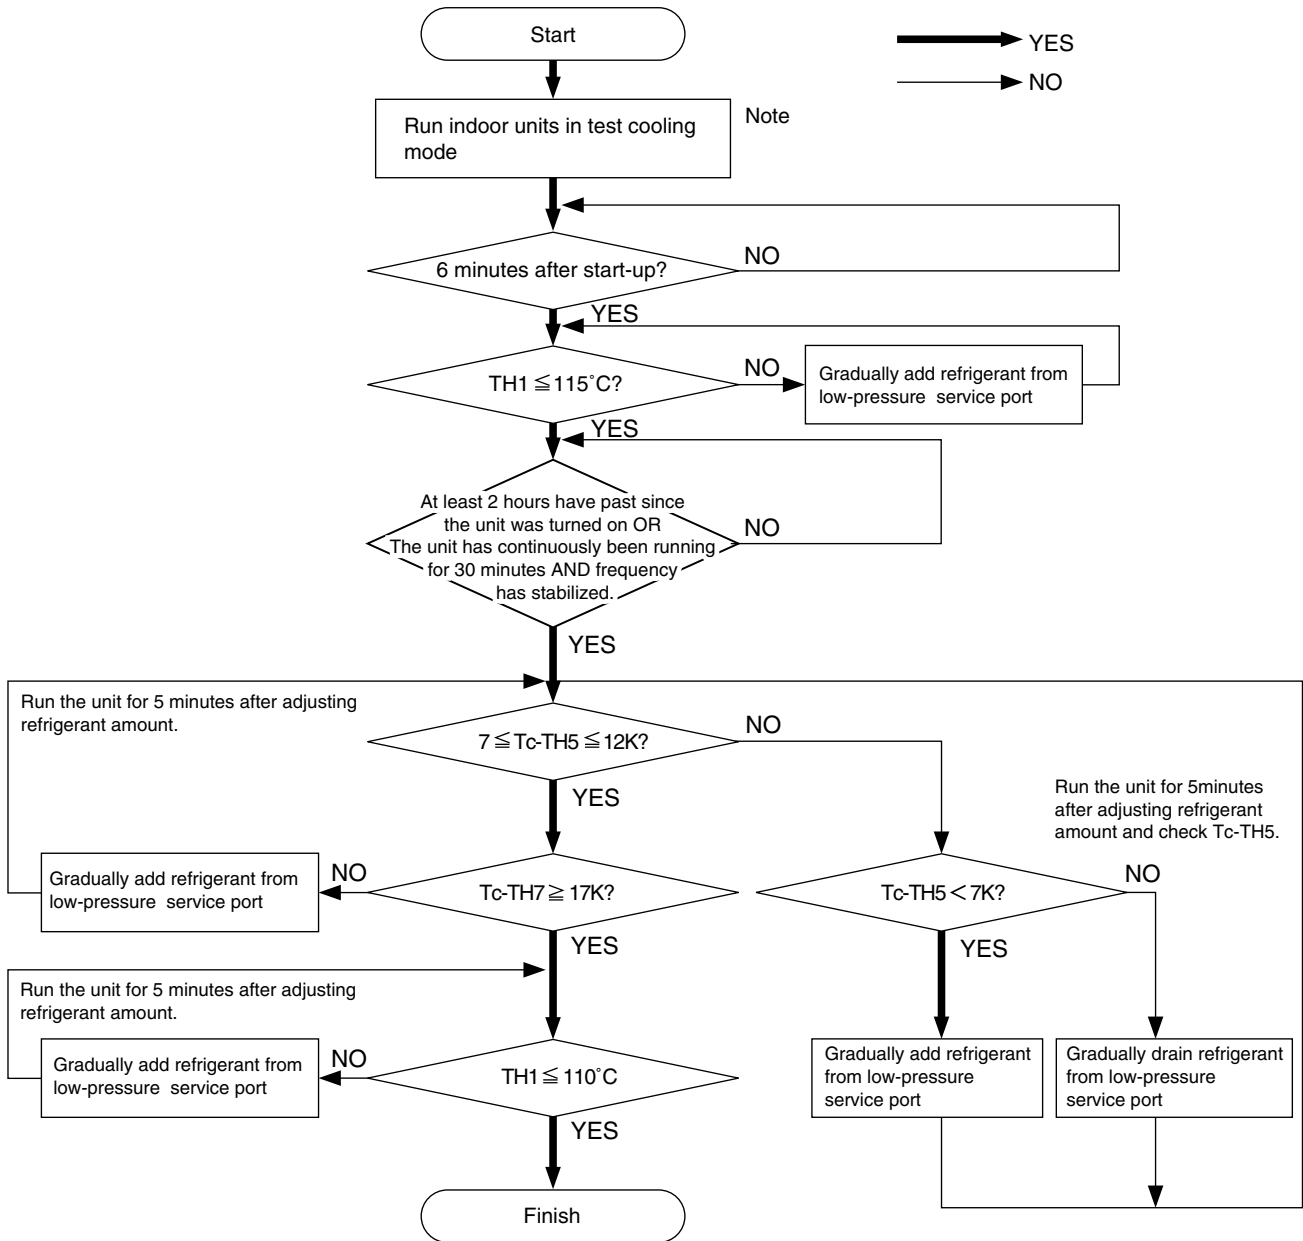 Start
YES
NO
Run indoor units in test cooling
mode
Note
6 minutes after start-up?
NO
YES
TH1 ≦ 115˚C?
NO
Gradually add refrigerant from
low-pressure service port
YES
At least 2 hours have past since
the unit was turned on OR
The unit has continuously been running
for 30 minutes AND frequency
has stabilized.
NO
YES
Run the unit for 5 minutes after adjusting
refrigerant amount.
7 ≦ Tc-TH5 ≦ 12K?
NO
YES
Run the unit for 5minutes
after adjusting refrigerant
amount and check Tc-TH5.
Gradually add refrigerant from
low-pressure service port
NO
Tc-TH7 ≧ 17K?
YES
Tc-TH5 < 7K?
NO
YES
Run the unit for 5 minutes after adjusting
refrigerant amount.
Gradually add refrigerant from
low-pressure service port
NO
TH1 ≦ 110˚C
YES
Gradually add refrigerant
from low-pressure
service port
Gradually drain refrigerant
from low-pressure
service port
Finish